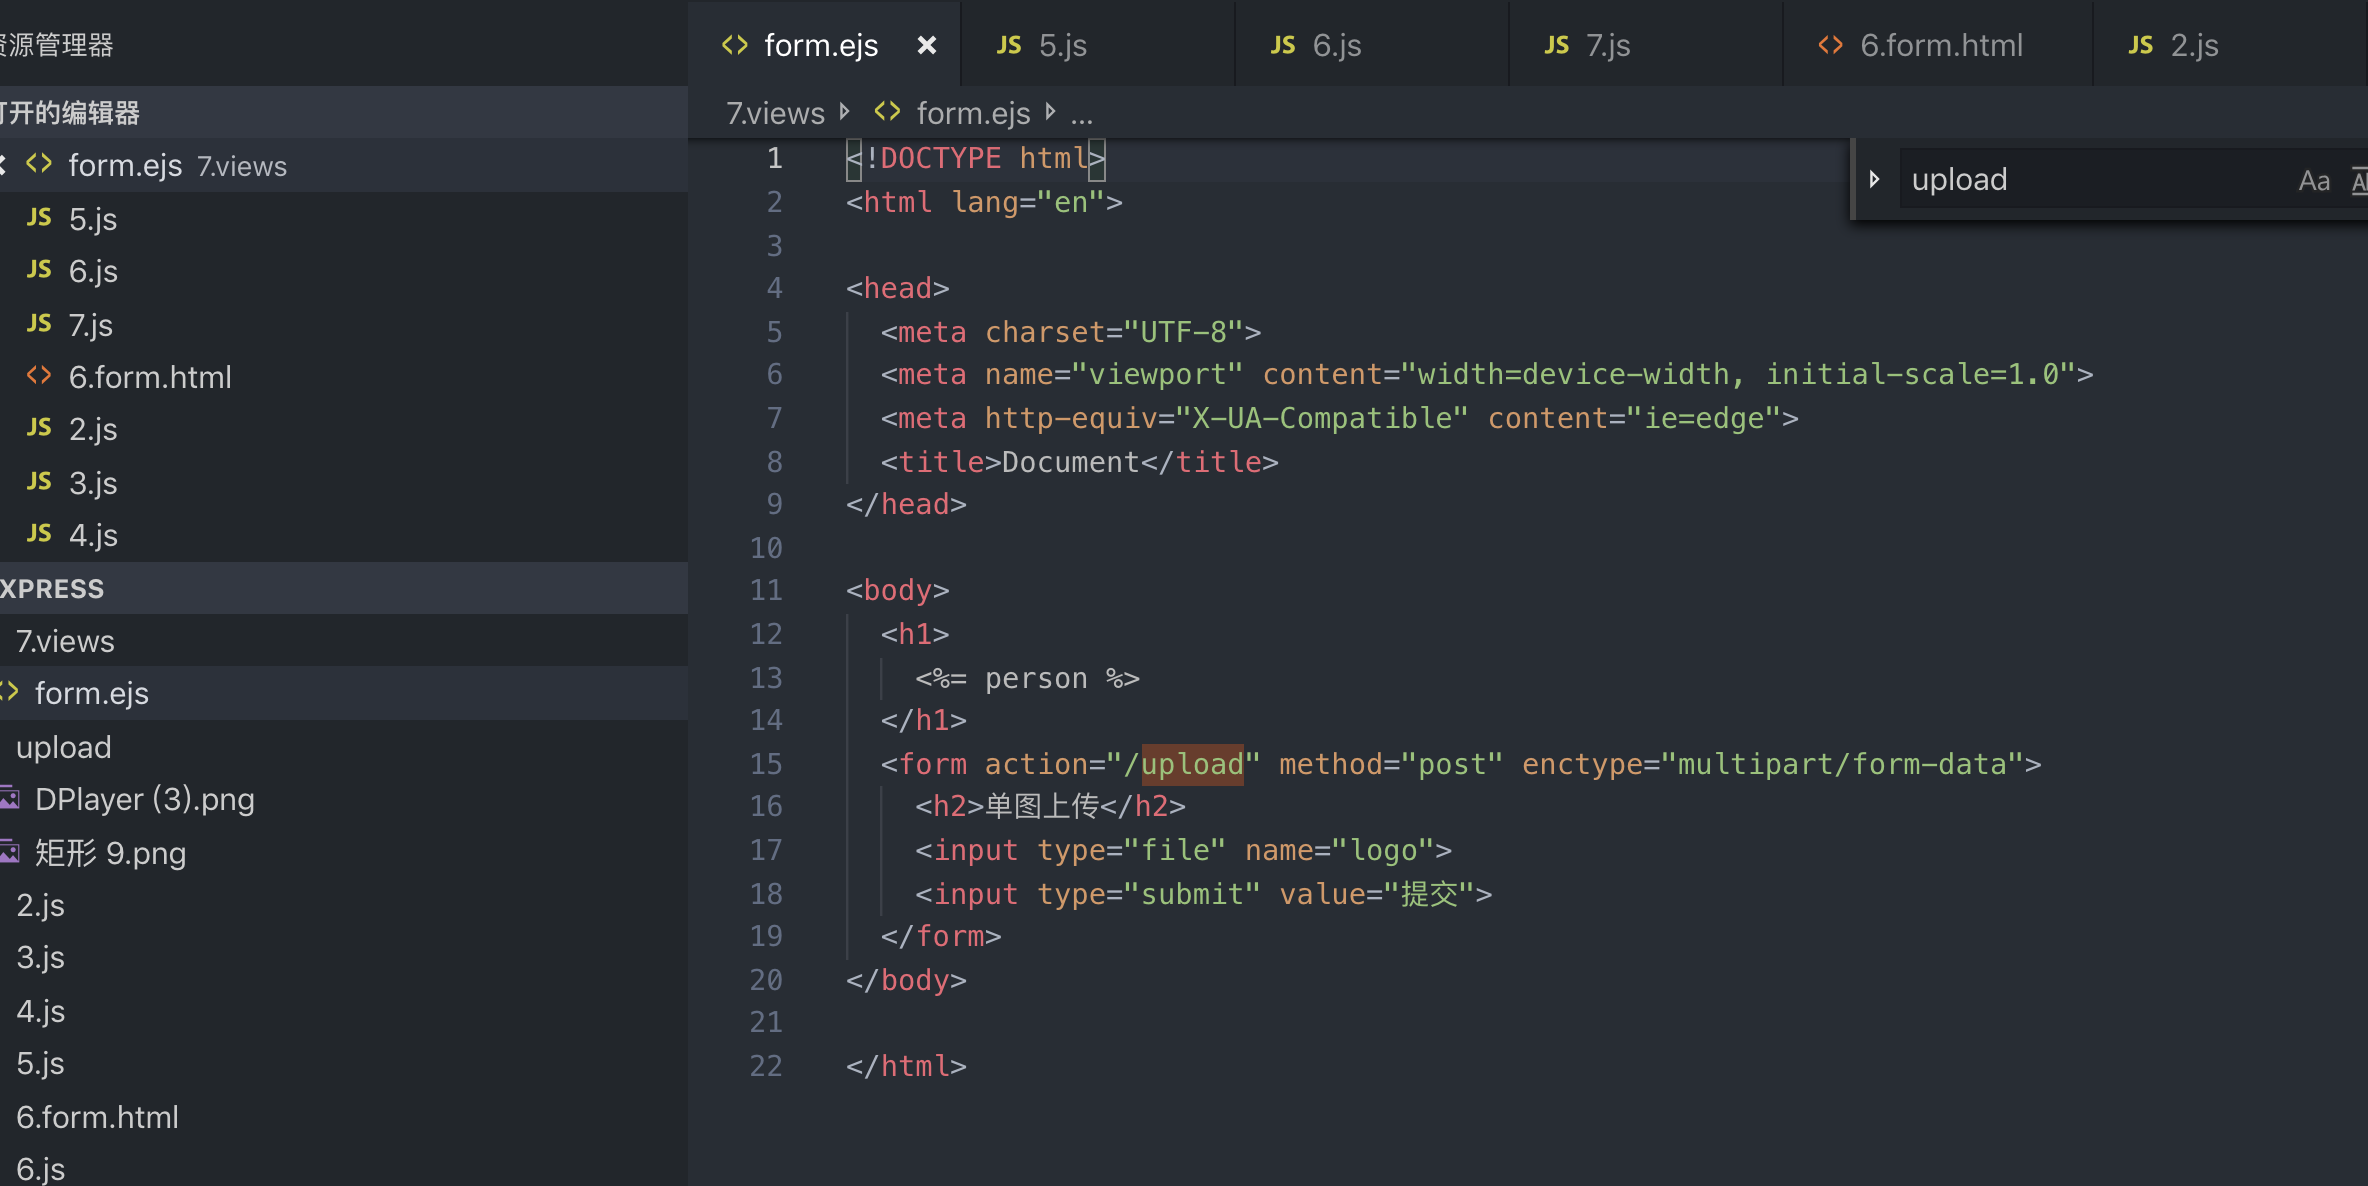 资源管理器
打开的编辑器
form.ejs 7.views
JS 5.js
JS 6.js
JS 7.js
<> 6.form.html
JS 2.js
JS 3.js
JS 4.js
XPRESS
7.views
form.ejs
upload
DPlayer (3).png
矩形 9.png
2.js
3.js
4.js
5.js
6.form.html
6.js
<> form.ejs × JS 5.js JS 6.js JS 7.js <> 6.form.html JS 2.js
7.views <> form.ejs ...
upload Aa
1 <!DOCTYPE html>
2 <html lang="en">
3
4 <head>
5 <meta charset="UTF-8">
6 <meta name="viewport" content="width=device-width, initial-scale=1.0">
7 <meta http-equiv="X-UA-Compatible" content="ie=edge">
8 <title>Document</title>
9 </head>
10
11 <body>
12 <h1>
13 <%= person %>
14 </h1>
15 <form action="/upload" method="post" enctype="multipart/form-data">
16 <h2>单图上传</h2>
17 <input type="file" name="logo">
18 <input type="submit" value="提交">
19 </form>
20 </body>
21
22 </html>